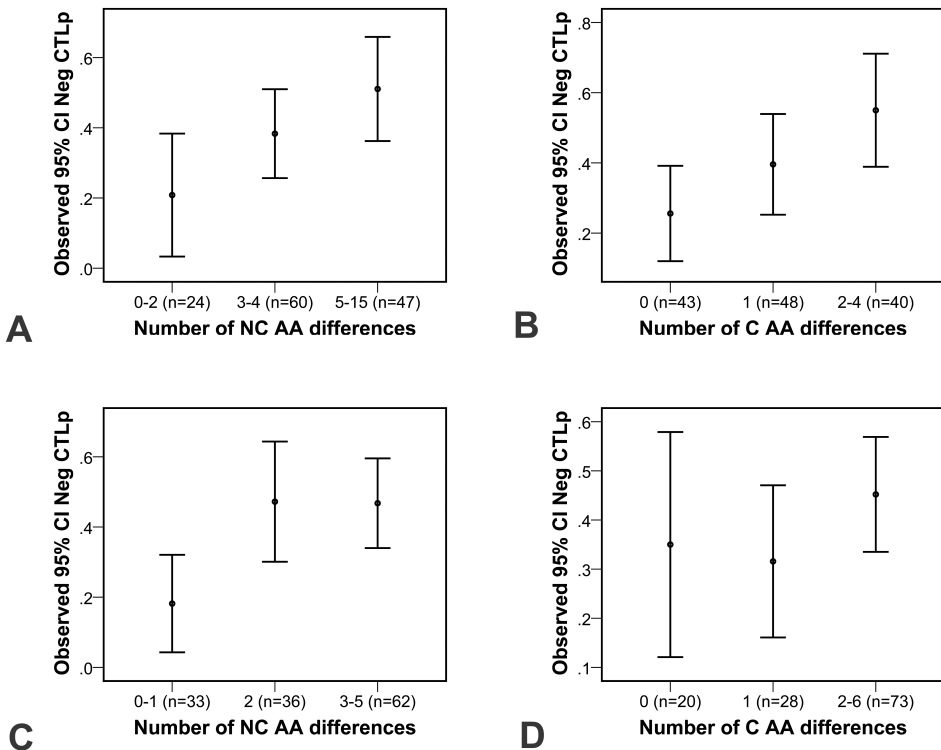 Observed 95% CI Neg CTLp
.6
.4
.2
.0
0-2 (n=24) 3-4 (n=60) 5-15 (n=47)
Number of NC AA differences
A
Observed 95% CI Neg CTLp
.8
.6
.4
.2
0 (n=43) 1 (n=48) 2-4 (n=40)
Number of C AA differences
B
Observed 95% CI Neg CTLp
.6
.4
.2
.0
0-1 (n=33) 2 (n=36) 3-5 (n=62)
Number of NC AA differences
C
Observed 95% CI Neg CTLp
.6
.5
.4
.3
.2
.1
0 (n=20) 1 (n=28) 2-6 (n=73)
Number of C AA differences
D